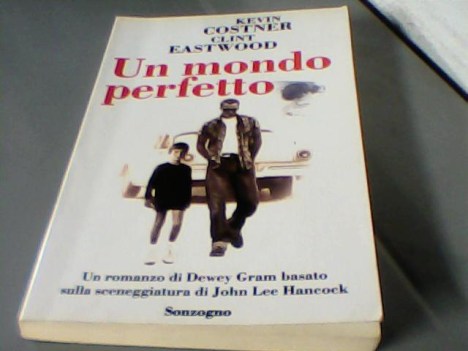 KEVIN
COSTNER
CLINT
EASTWOOD
Un mondo
perfetto
Un romanzo di Dewey Gram basato
sulla sceneggiatura di John Lee Hancock
Sonzogno